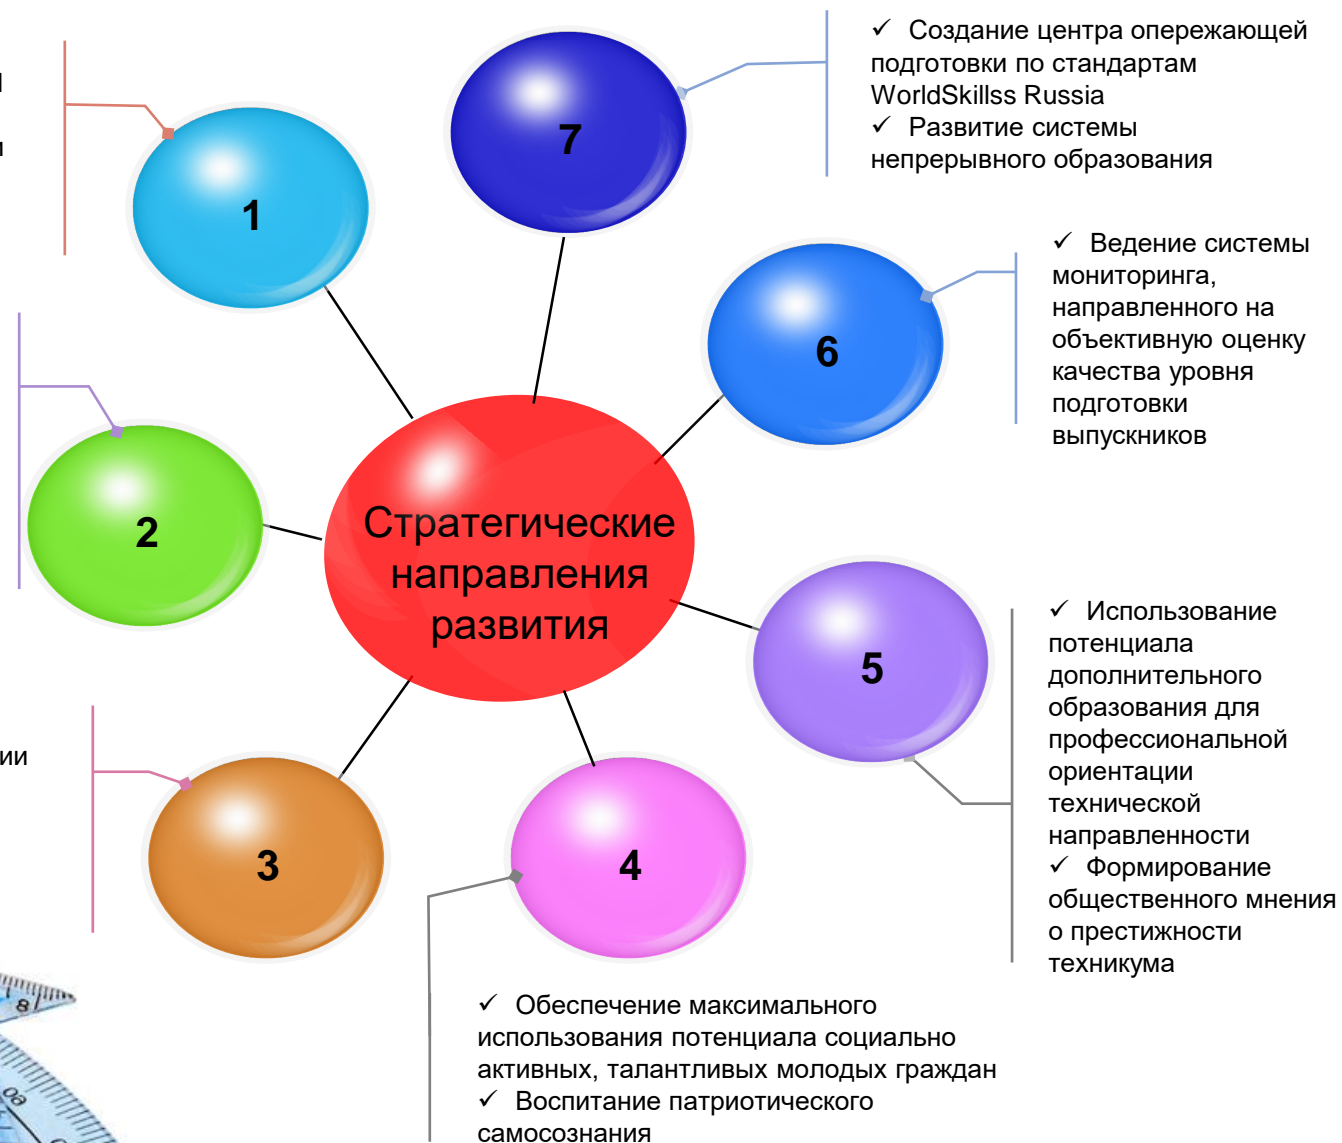 ✓ Создание центра опережающей
подготовки по стандартам
WorldSkillss Russia
✓ Развитие системы
непрерывного образования
7
1
✓ Ведение системы
мониторинга,
направленного на
объективную оценку
качества уровня
подготовки
выпускников
6
2
Стратегические
направления
развития
5
✓ Использование
потенциала
дополнительного
образования для
профессиональной
ориентации
технической
направленности
✓ Формирование
общественного мнения
о престижности
техникума
3
4
✓ Обеспечение максимального
использования потенциала социально
активных, талантливых молодых граждан
✓ Воспитание патриотического
самосознания
8